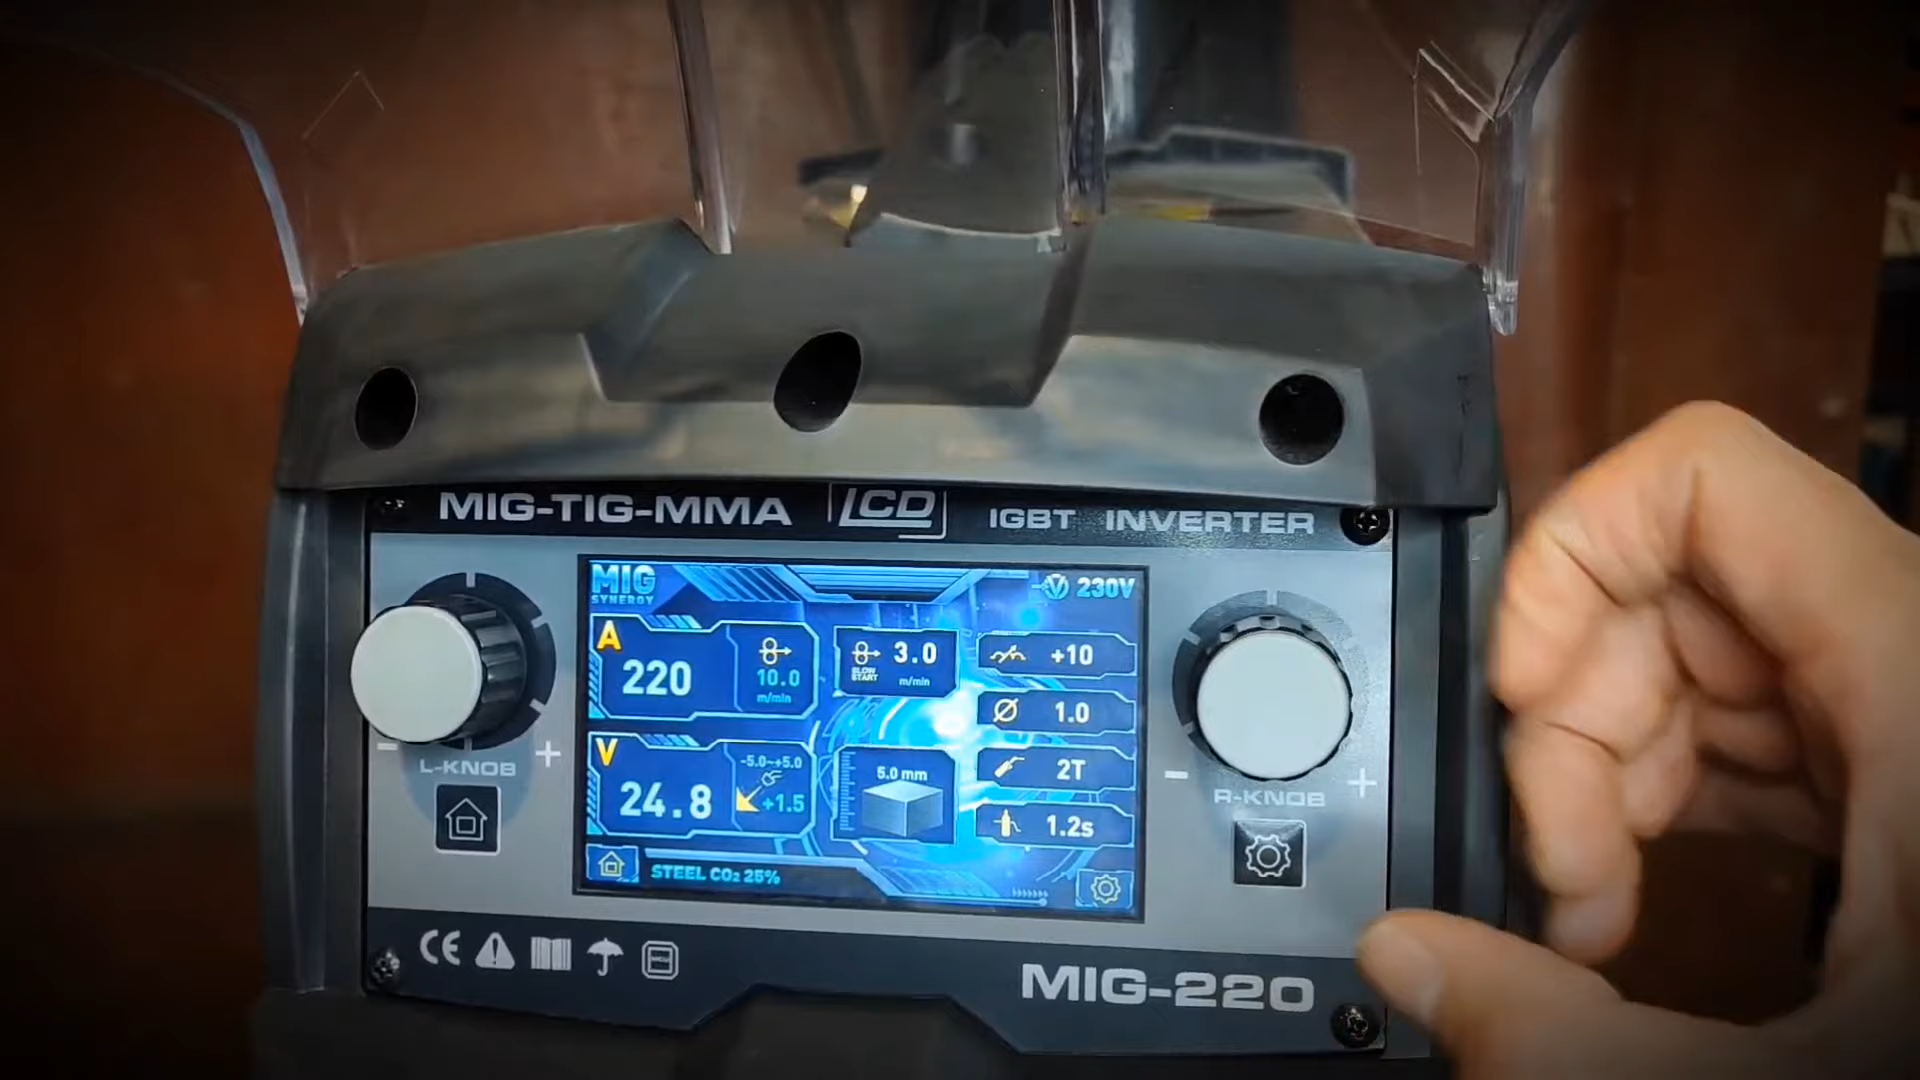 MIG-TIG-MMA LCD IGBT INVERTER
MIG
SYNERGY
230V
A
220
10.0
m/min
SLOW
START
3.0
m/min
+10
1.0
2T
1.2s
V
24.8
-5.0~+5.0
+1.5
5.0 mm
STEEL CO₂ 25%
- +
L-KNOB
- +
R-KNOB
CE
MIG-220